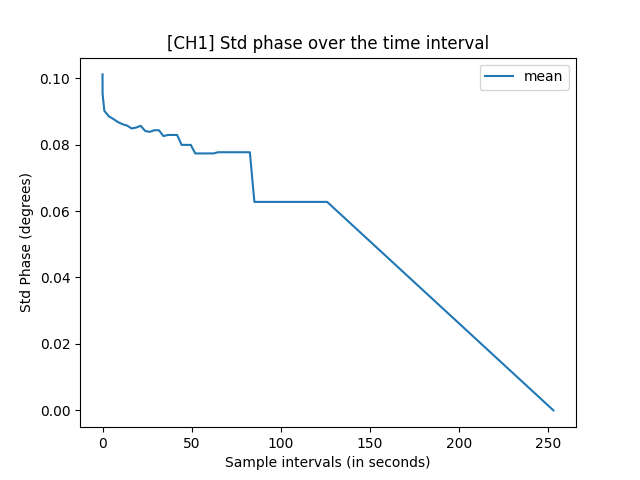 [CH1] Std phase over the time interval
mean
0.10
0.08
0.06
0.04
0.02
0.00
Std Phase (degrees)
0 50 100 150 200 250
Sample intervals (in seconds)